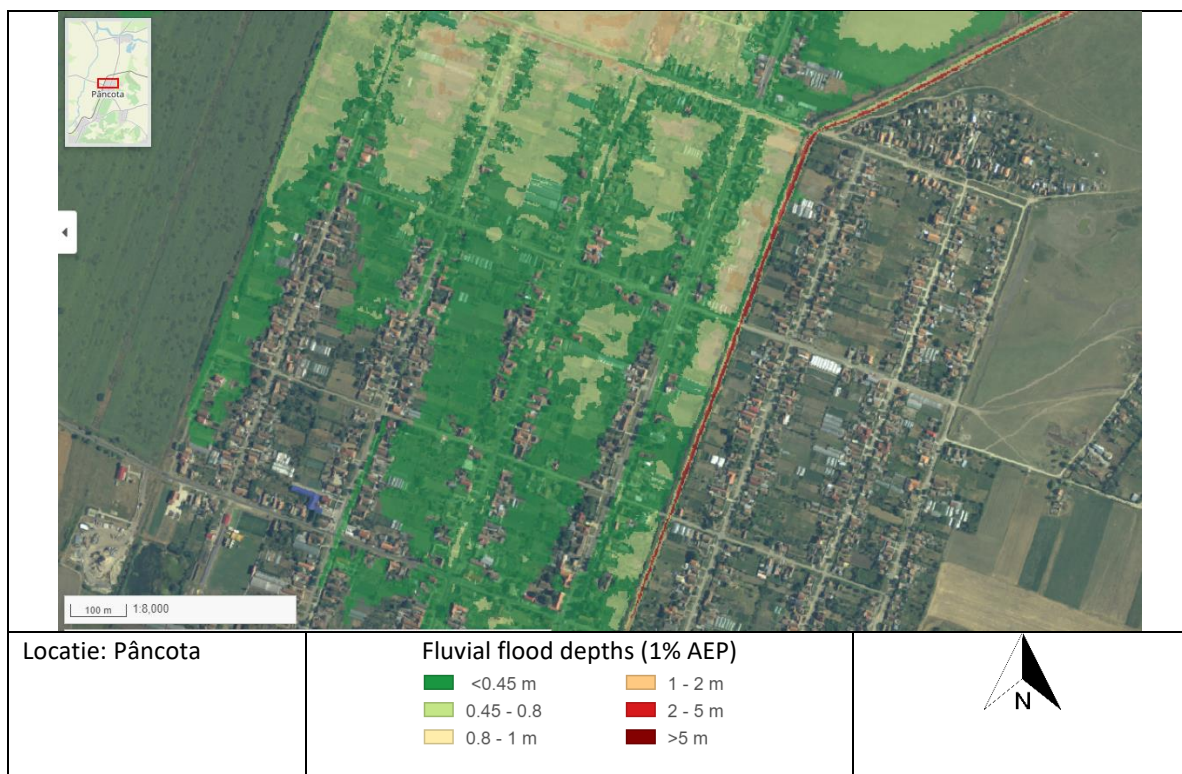 Pâncota
100 m 1:8,000
Locatie: Pâncota
Fluvial flood depths (1% AEP)
<0.45 m
1 - 2 m
0.45 - 0.8
2 - 5 m
0.8 - 1 m
>5 m
N